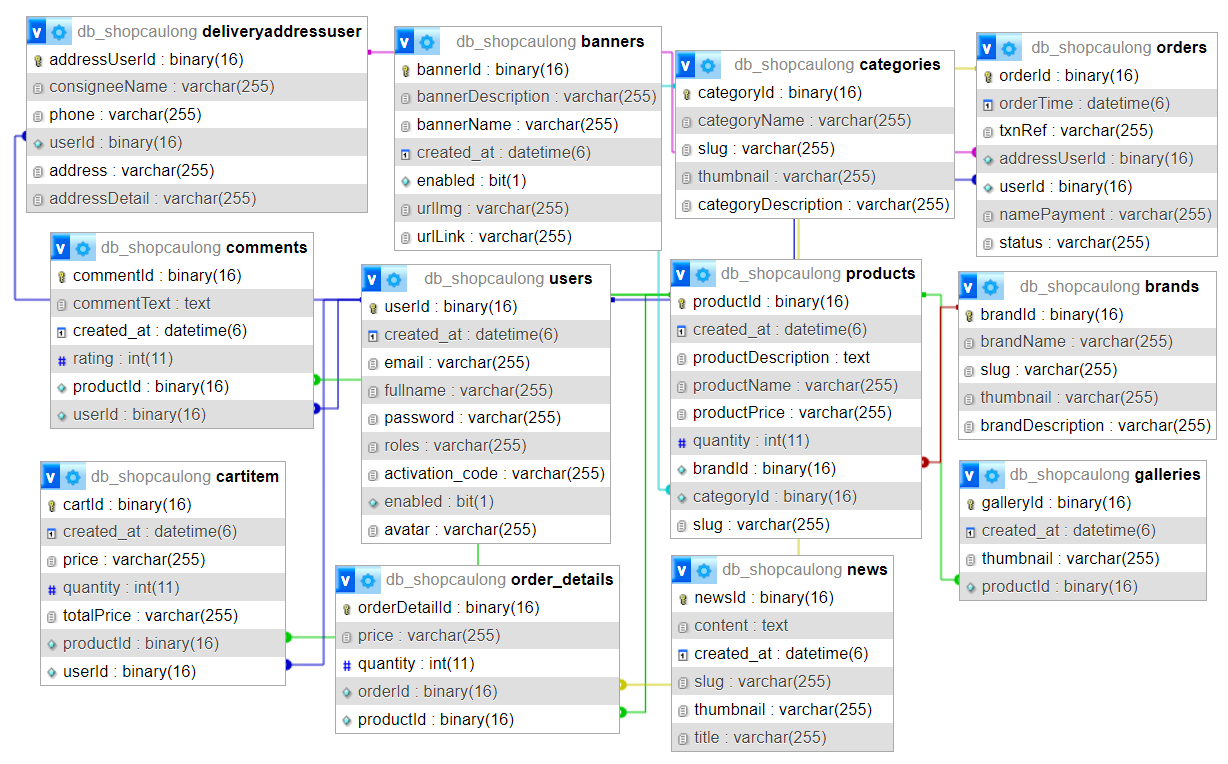 v db_shopcaulong deliveryaddressuser
addressUserId : binary(16)
consigneeName : varchar(255)
phone : varchar(255)
userId : binary(16)
address : varchar(255)
addressDetail : varchar(255)
v db_shopcaulong banners
bannerId : binary(16)
bannerDescription : varchar(255)
bannerName : varchar(255)
created_at : datetime(6)
enabled : bit(1)
urlImg : varchar(255)
urlLink : varchar(255)
v db_shopcaulong categories
categoryId : binary(16)
categoryName : varchar(255)
slug : varchar(255)
thumbnail : varchar(255)
categoryDescription : varchar(255)
v db_shopcaulong orders
orderId : binary(16)
orderTime : datetime(6)
txnRef : varchar(255)
addressUserId : binary(16)
userId : binary(16)
namePayment : varchar(255)
status : varchar(255)
v db_shopcaulong comments
commentId : binary(16)
commentText : text
created_at : datetime(6)
# rating : int(11)
productId : binary(16)
userId : binary(16)
v db_shopcaulong users
userId : binary(16)
created_at : datetime(6)
email : varchar(255)
fullname : varchar(255)
password : varchar(255)
roles : varchar(255)
activation_code : varchar(255)
enabled : bit(1)
avatar : varchar(255)
v db_shopcaulong products
productId : binary(16)
created_at : datetime(6)
productDescription : text
productName : varchar(255)
productPrice : varchar(255)
# quantity : int(11)
brandId : binary(16)
categoryId : binary(16)
slug : varchar(255)
v db_shopcaulong brands
brandId : binary(16)
brandName : varchar(255)
slug : varchar(255)
thumbnail : varchar(255)
brandDescription : varchar(255)
v db_shopcaulong cartitem
cartId : binary(16)
created_at : datetime(6)
price : varchar(255)
# quantity : int(11)
totalPrice : varchar(255)
productId : binary(16)
userId : binary(16)
v db_shopcaulong order_details
orderDetailId : binary(16)
price : varchar(255)
# quantity : int(11)
orderId : binary(16)
productId : binary(16)
v db_shopcaulong news
newsId : binary(16)
content : text
created_at : datetime(6)
slug : varchar(255)
thumbnail : varchar(255)
title : varchar(255)
v db_shopcaulong galleries
galleryId : binary(16)
created_at : datetime(6)
thumbnail : varchar(255)
productId : binary(16)